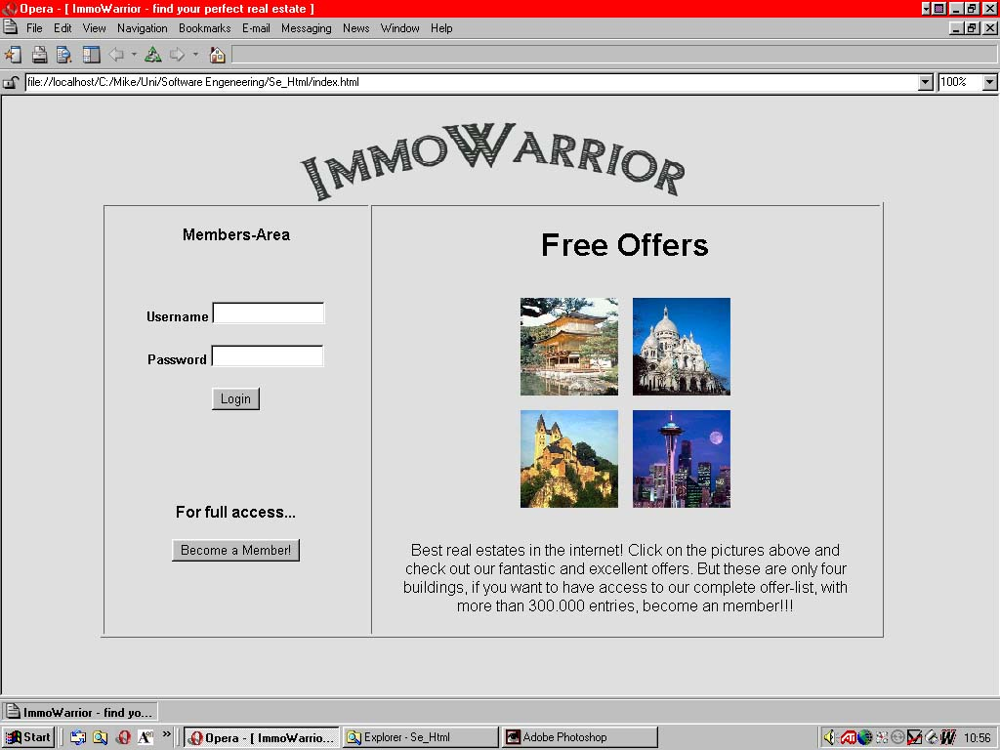 Opera - [ ImmoWarrior - find your perfect real estate ]
File Edit View Navigation Bookmarks E-mail Messaging News Window Help
file://localhost/C:/Mike/Uni/Software Engeneering/Se_Html/index.html
100%
IMMOWARRIOR
Members-Area
Username
Password
Login
For full access...
Become a Member!
Free Offers
Best real estates in the internet! Click on the pictures above and
check out our fantastic and excellent offers. But these are only four
buildings, if you want to have access to our complete offer-list, with
more than 300.000 entries, become an member!!!
ImmoWarrior - find yo...
Start
Opera - [ ImmoWarrio...
Explorer - Se_Html
Adobe Photoshop
10:56